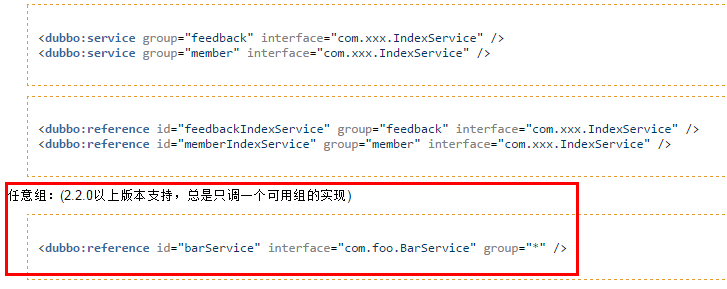 <dubbo:service group="feedback" interface="com.xxx.IndexService" />
<dubbo:service group="member" interface="com.xxx.IndexService" />
<dubbo:reference id="feedbackIndexService" group="feedback" interface="com.xxx.IndexService" />
<dubbo:reference id="memberIndexService" group="member" interface="com.xxx.IndexService" />
任意组：(2.2.0以上版本支持，总是只调一个可用组的实现)
<dubbo:reference id="barService" interface="com.foo.BarService" group="*" />